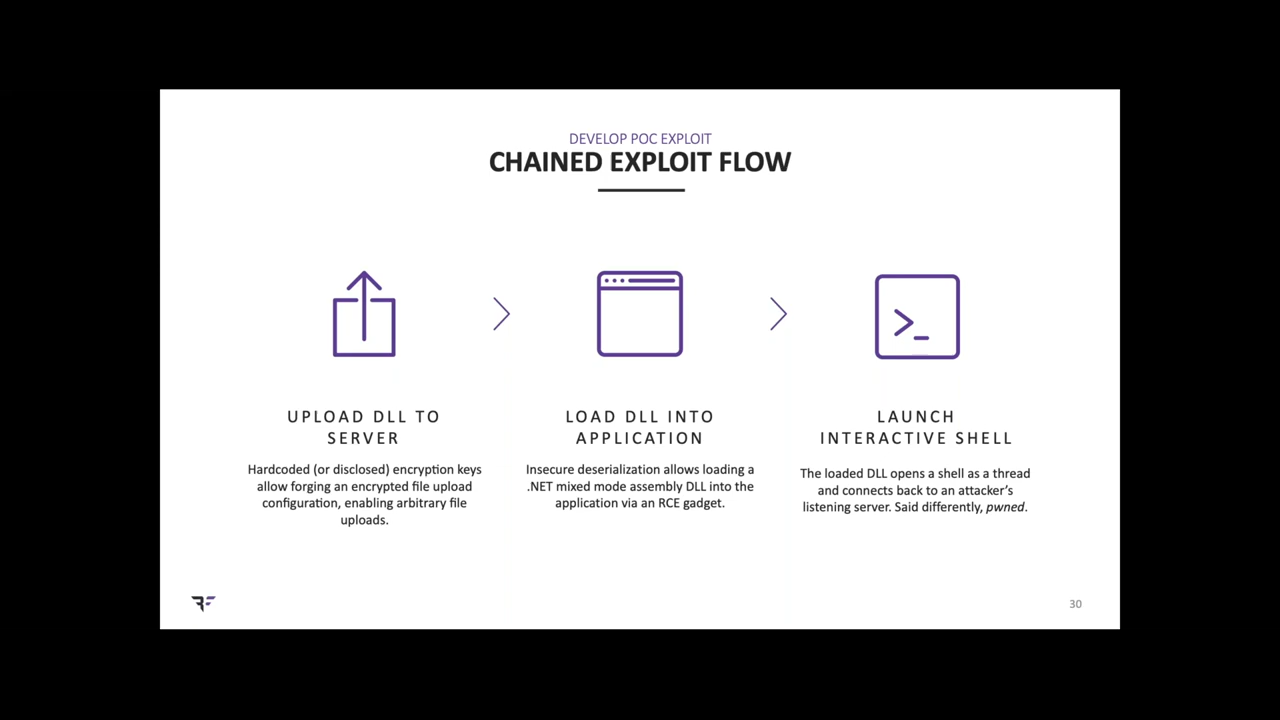 DEVELOP POC EXPLOIT
CHAINED EXPLOIT FLOW
UPLOAD DLL TO
SERVER
Hardcoded (or disclosed) encryption keys
allow forging an encrypted file upload
configuration, enabling arbitrary file
uploads.
LOAD DLL INTO
APPLICATION
Insecure deserialization allows loading a
.NET mixed mode assembly DLL into the
application via an RCE gadget.
LAUNCH
INTERACTIVE SHELL
The loaded DLL opens a shell as a thread
and connects back to an attacker's
listening server. Said differently, pwned.
30